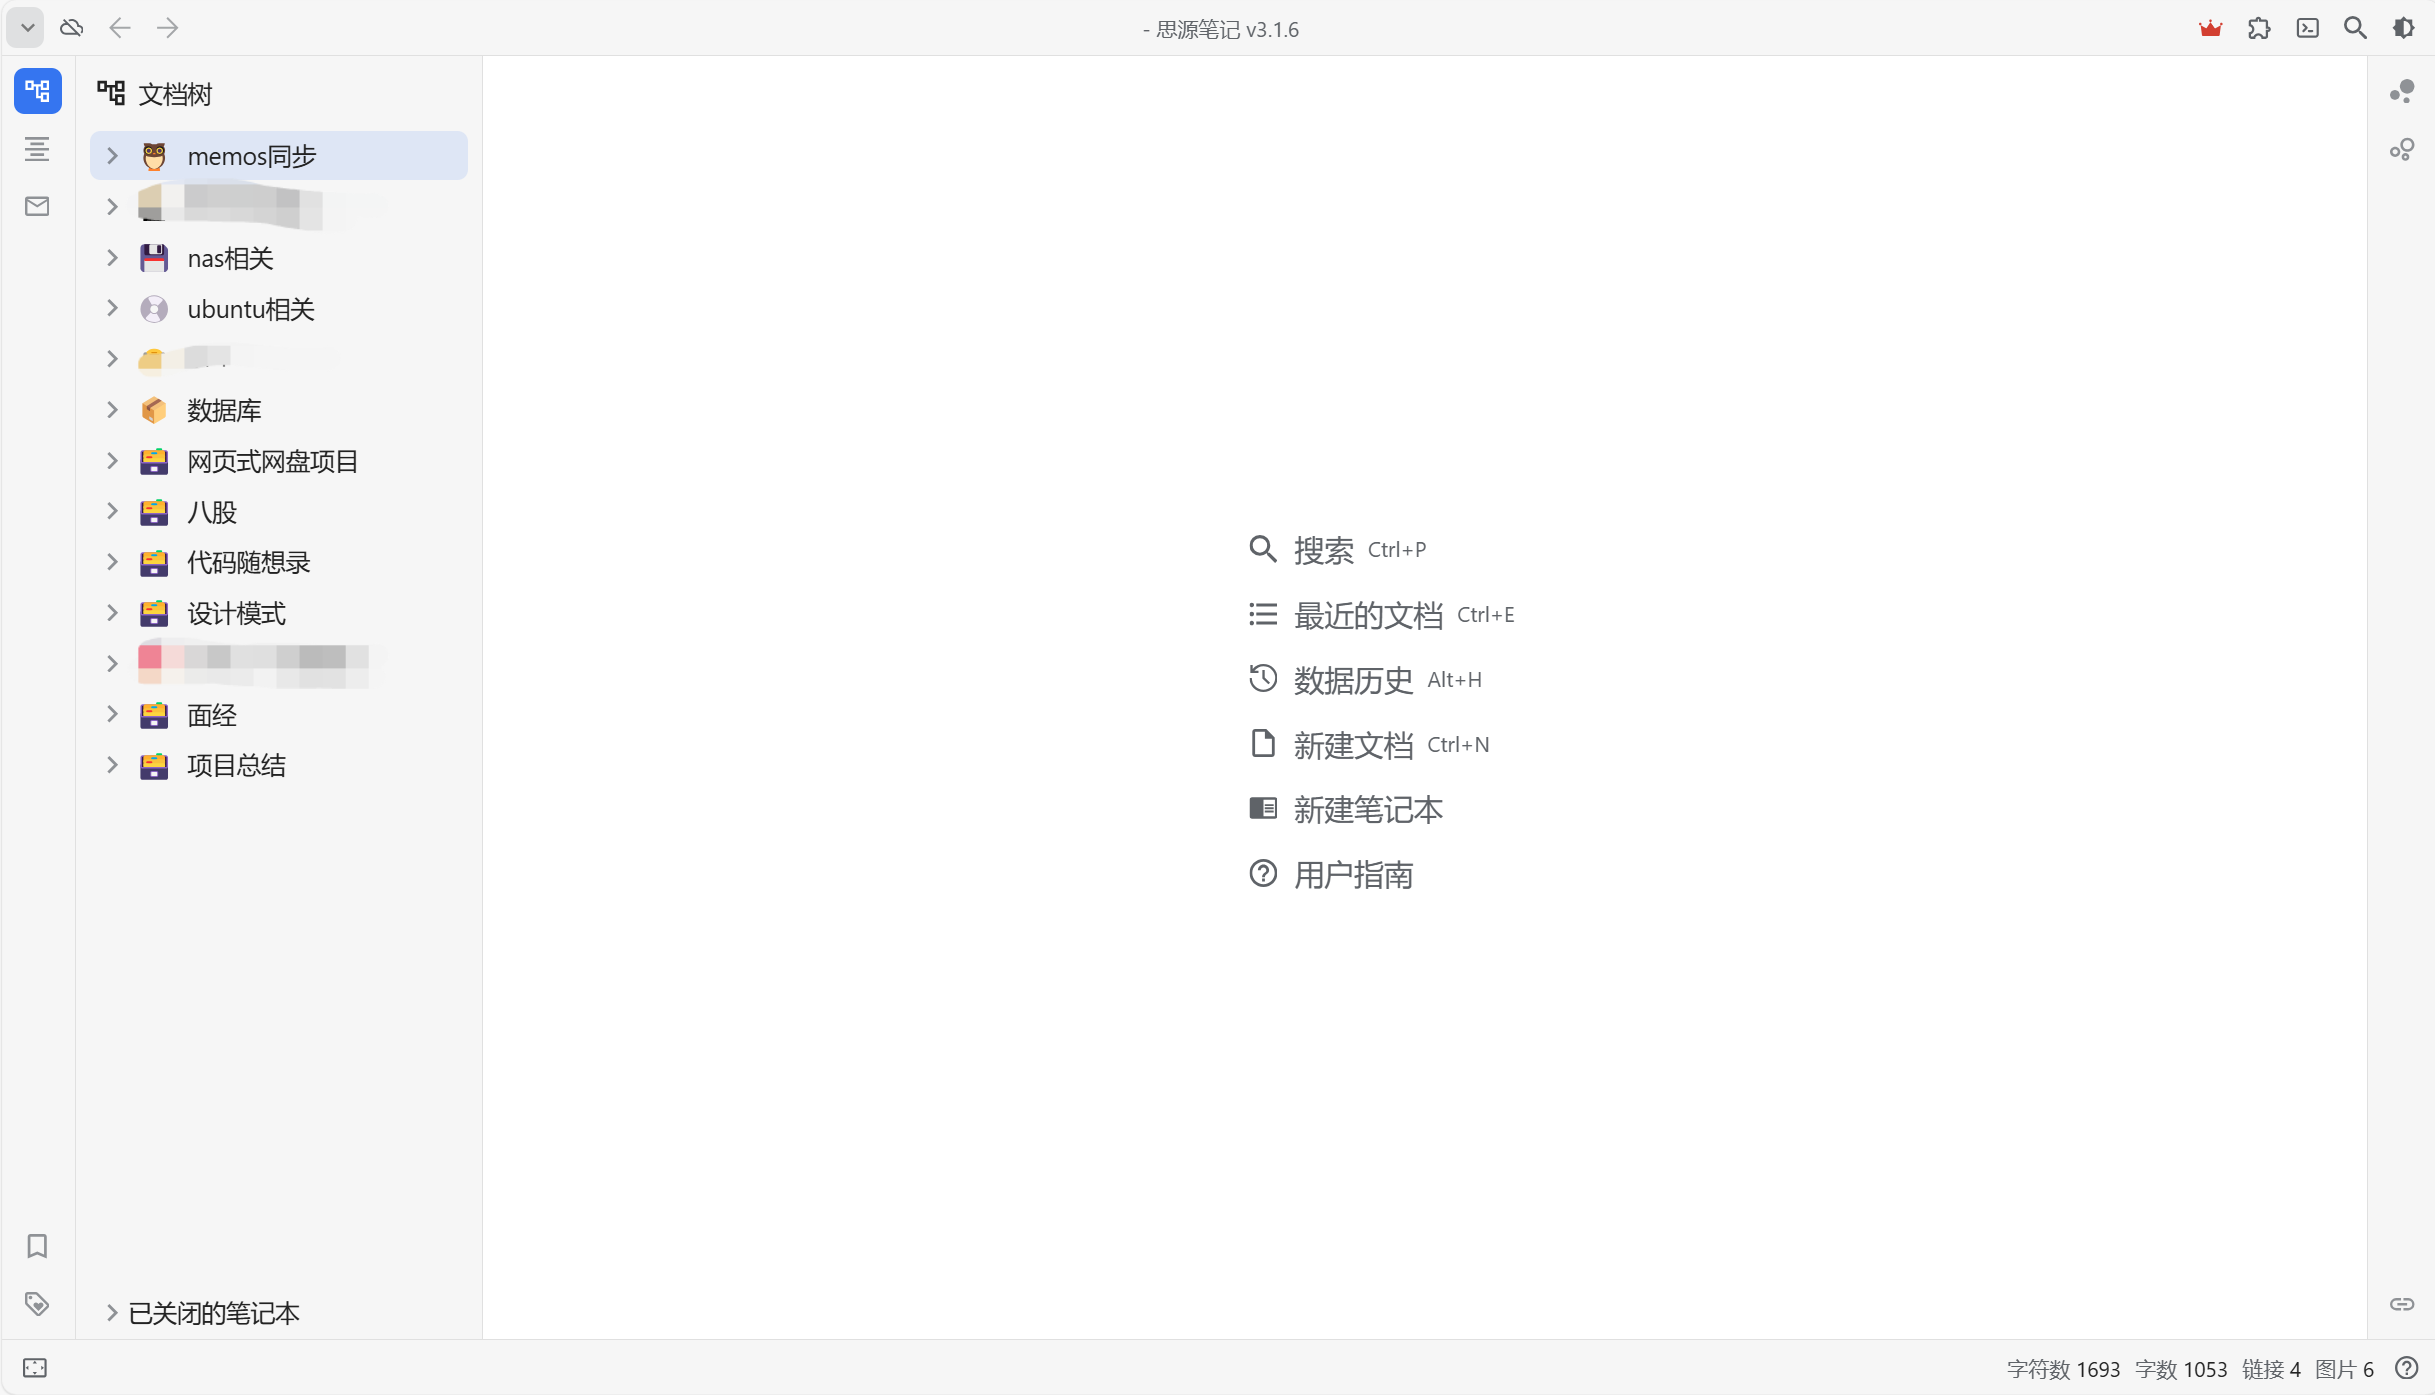 - 思源笔记 v3.1.6
文档树
memos同步
nas相关
ubuntu相关
数据库
网页式网盘项目
八股
代码随想录
设计模式
面经
项目总结
已关闭的笔记本
搜索 Ctrl+P
最近的文档 Ctrl+E
数据历史 Alt+H
新建文档 Ctrl+N
新建笔记本
用户指南
字符数 1693 字数 1053 链接 4 图片 6